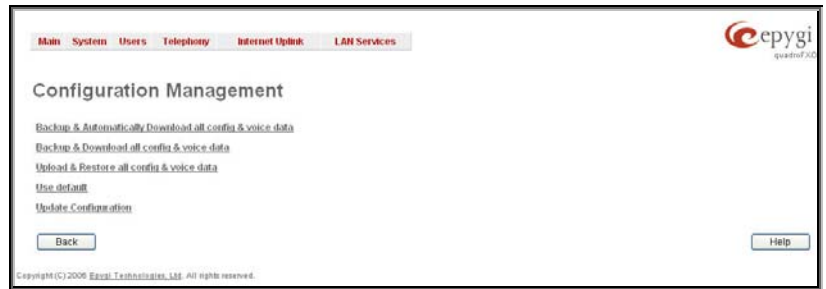 Main System Users Telephony Internet Uplink LAN Services
epygi
quadroFXO
Configuration Management
Backup & Automatically Download all config & voice data
Backup & Download all config & voice data
Upload & Restore all config & voice data
Use default
Update Configuration
Back
Help
Copyright (C) 2006 Epygi Technologies, Ltd. All rights reserved.